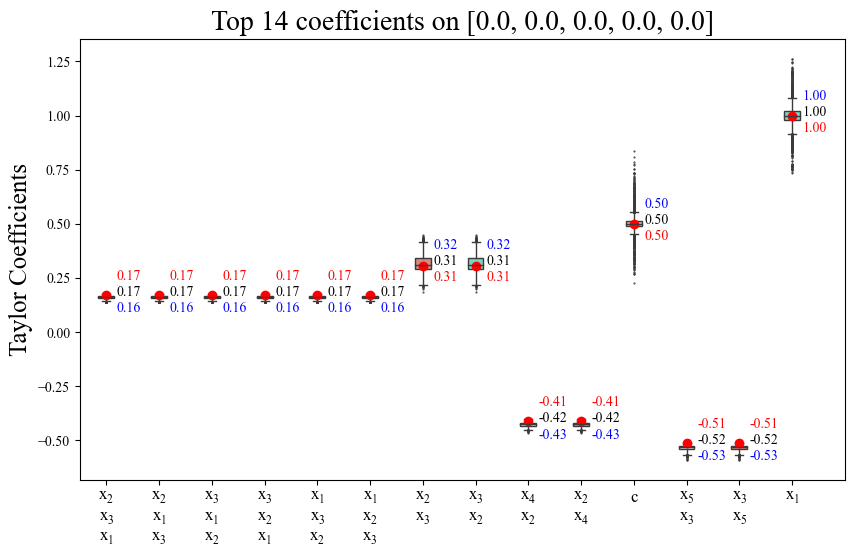 Top 14 coefficients on [0.0, 0.0, 0.0, 0.0, 0.0]
Taylor Coefficients
1.25
1.00
0.75
0.50
0.25
0.00
−0.25
−0.50
0.17 0.17 0.17 0.17 0.17 0.17
0.17 0.17 0.17 0.17 0.17 0.17
0.16 0.16 0.16 0.16 0.16 0.16
0.32 0.32
0.31 0.31
0.31 0.31
-0.41 -0.41
-0.42 -0.42
-0.43 -0.43
0.50
0.50
0.50
-0.51 -0.51
-0.52 -0.52
-0.53 -0.53
1.00
1.00
1.00
x₂ x₂ x₃ x₃ x₁ x₁ x₂ x₃ x₄ x₂ c x₅ x₃ x₁
x₃ x₁ x₁ x₂ x₃ x₂ x₃ x₂ x₂ x₄ x₃ x₅
x₁ x₃ x₂ x₁ x₂ x₃